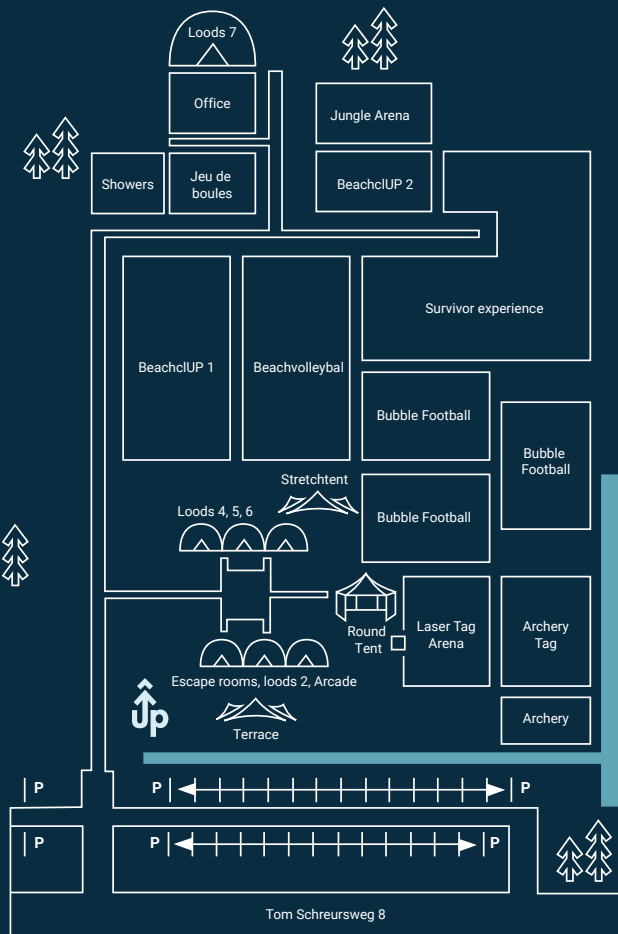 Loods 7
Office
Jungle Arena
Showers
Jeu de
boules
BeachclUP 2
Survivor experience
BeachclUP 1
Beachvolleybal
Bubble Football
Bubble
Football
Stretchtent
Loods 4, 5, 6
Bubble Football
Round
Tent
Laser Tag
Arena
Archery
Tag
Escape rooms, loods 2, Arcade
up
Terrace
Archery
P P P
P P P
Tom Schreursweg 8